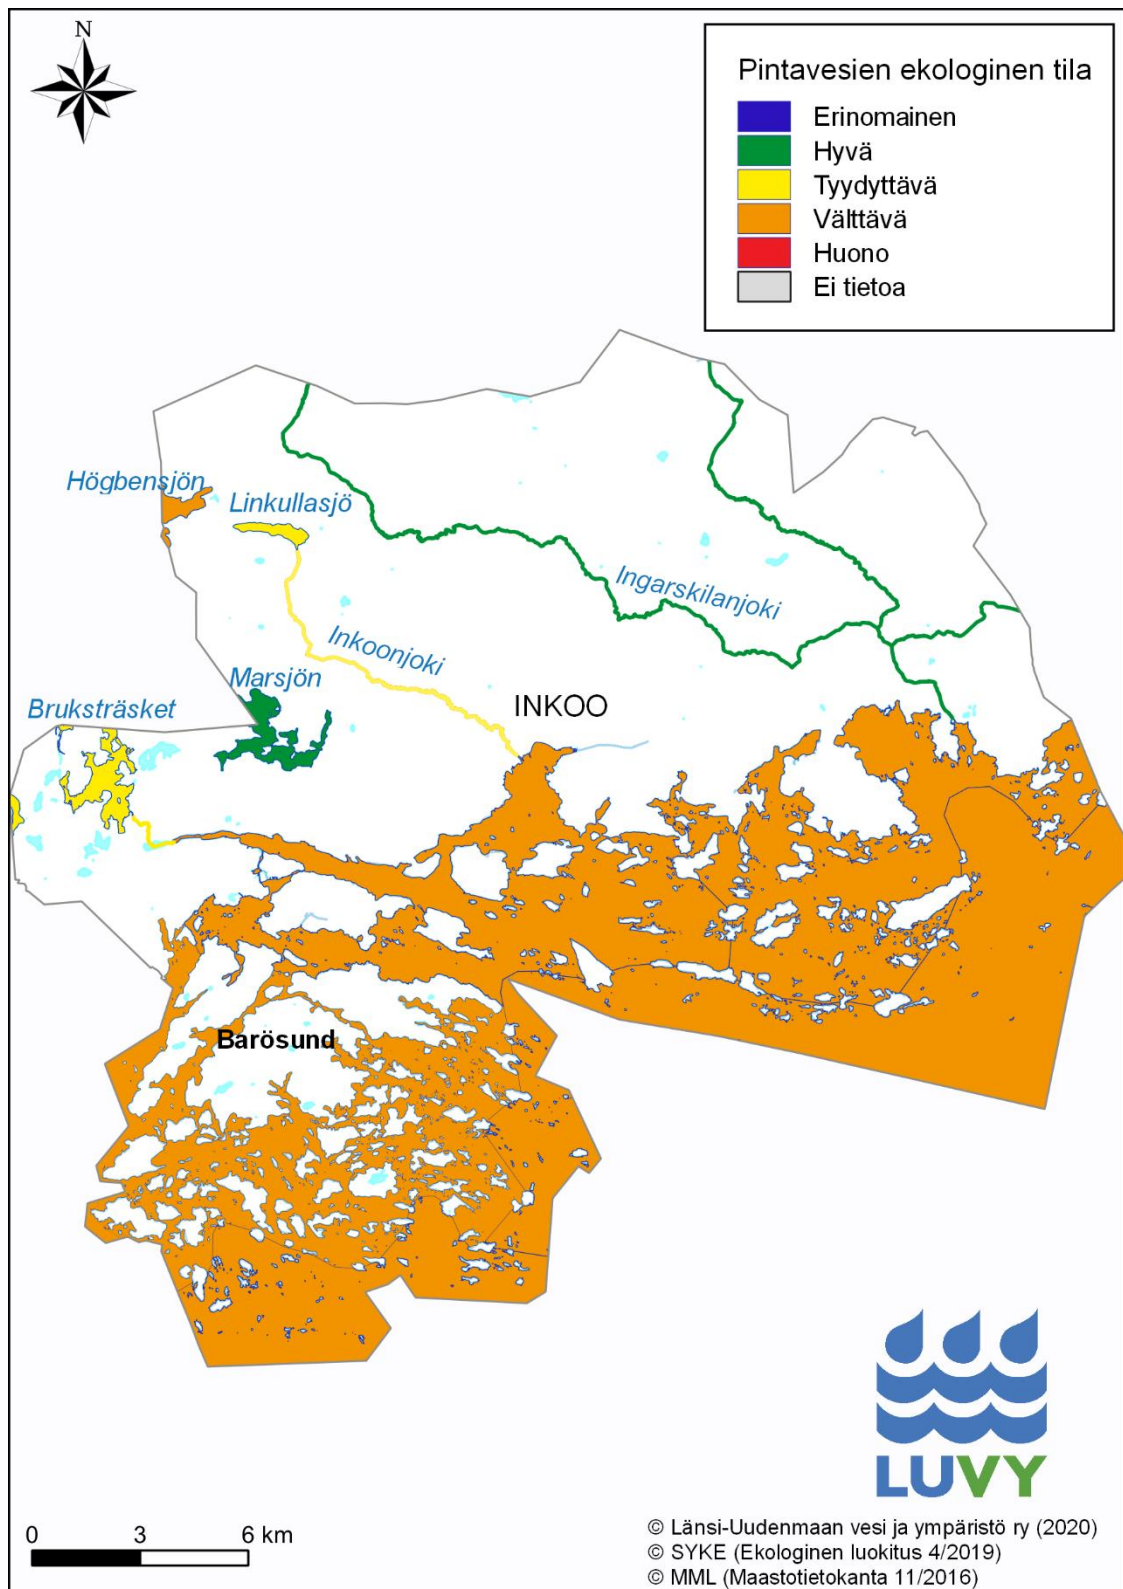 N
Pintavesien ekologinen tila
Erinomainen
Hyvä
Tyydyttävä
Välttävä
Huono
Ei tietoa
Högbensjön
Linkullasjö
Ingarskilanjoki
Inkoonjoki
Marsjön
INKOO
Bruksträsket
Barösund
LUVY
0 3 6 km
© Länsi-Uudenmaan vesi ja ympäristö ry (2020)
© SYKE (Ekologinen luokitus 4/2019)
© MML (Maastotietokanta 11/2016)